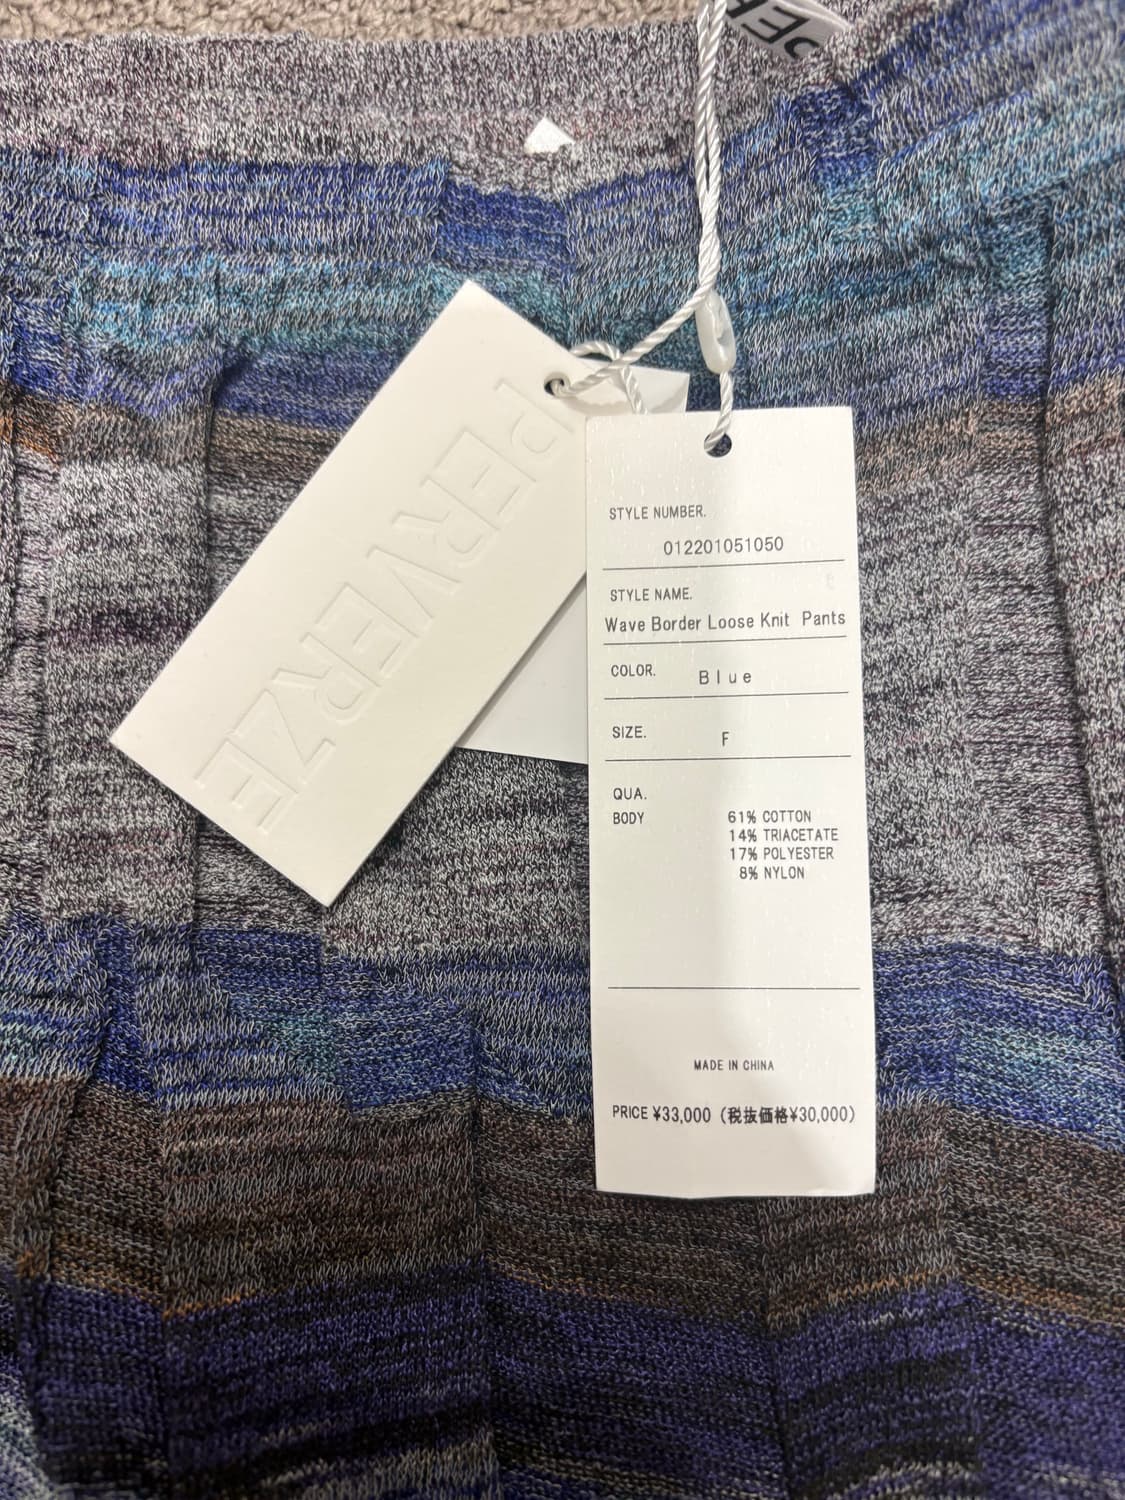 PER
PERVERZE
STYLE NUMBER.
012201051050
STYLE NAME.
Wave Border Loose Knit Pants
COLOR. Blue
SIZE. F
QUA.
BODY 61% COTTON
14% TRIACETATE
17% POLYESTER
8% NYLON
MADE IN CHINA
PRICE ¥33,000 (税抜価格¥30,000)